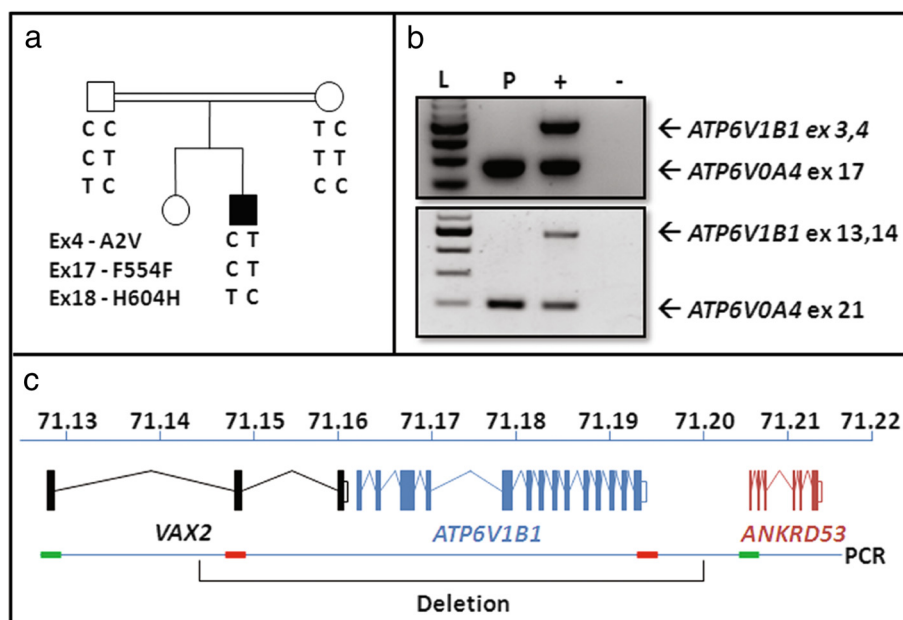 a
C C T C
C T T T
T C C C
Ex4 - A2V C T
Ex17 - F554F C T
Ex18 - H604H T C
b
L P + -
← ATP6V1B1 ex 3,4
← ATP6V0A4 ex 17
← ATP6V1B1 ex 13,14
← ATP6V0A4 ex 21
c
71.13 71.14 71.15 71.16 71.17 71.18 71.19 71.20 71.21 71.22
VAX2 ATP6V1B1 ANKRD53
PCR
Deletion